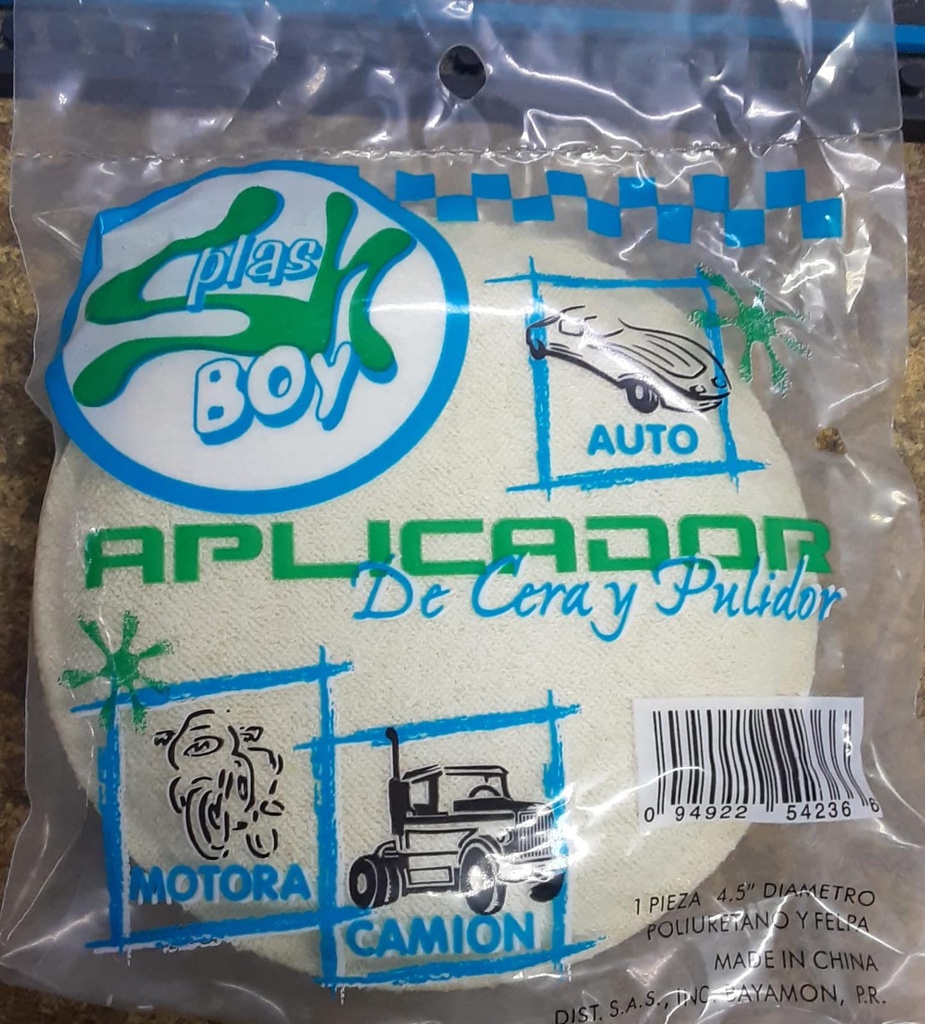 Splash
BOY
AUTO
APLICADOR
De Cera y Pulidor
MOTORA
CAMION
0 94922 54236 6
1 PIEZA 4.5" DIAMETRO
POLIURETANO Y FELPA
MADE IN CHINA
DIST. S.A.S., INC. BAYAMON, P.R.